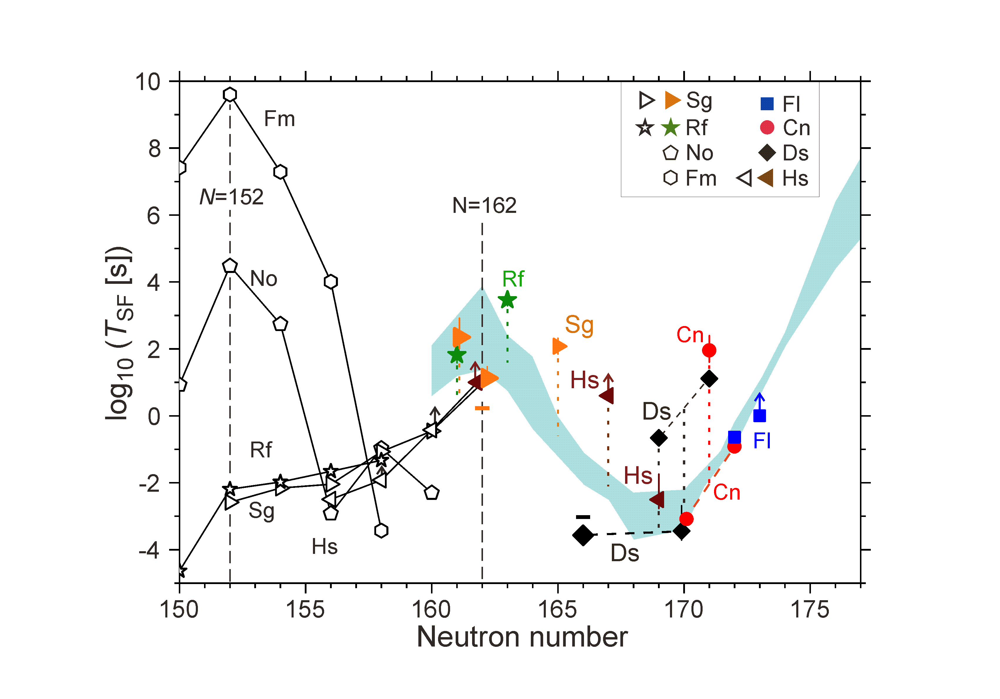 10
8
6
4
2
0
-2
-4
log10 (TSF [s])
150
155
160
165
170
175
Neutron number
Sg
Rf
No
Fm
Fl
Cn
Ds
Hs
Fm
N=152
N=162
No
Rf
Sg
Cn
Hs
Ds
Rf
Fl
Sg
Hs
Cn
Hs
Ds